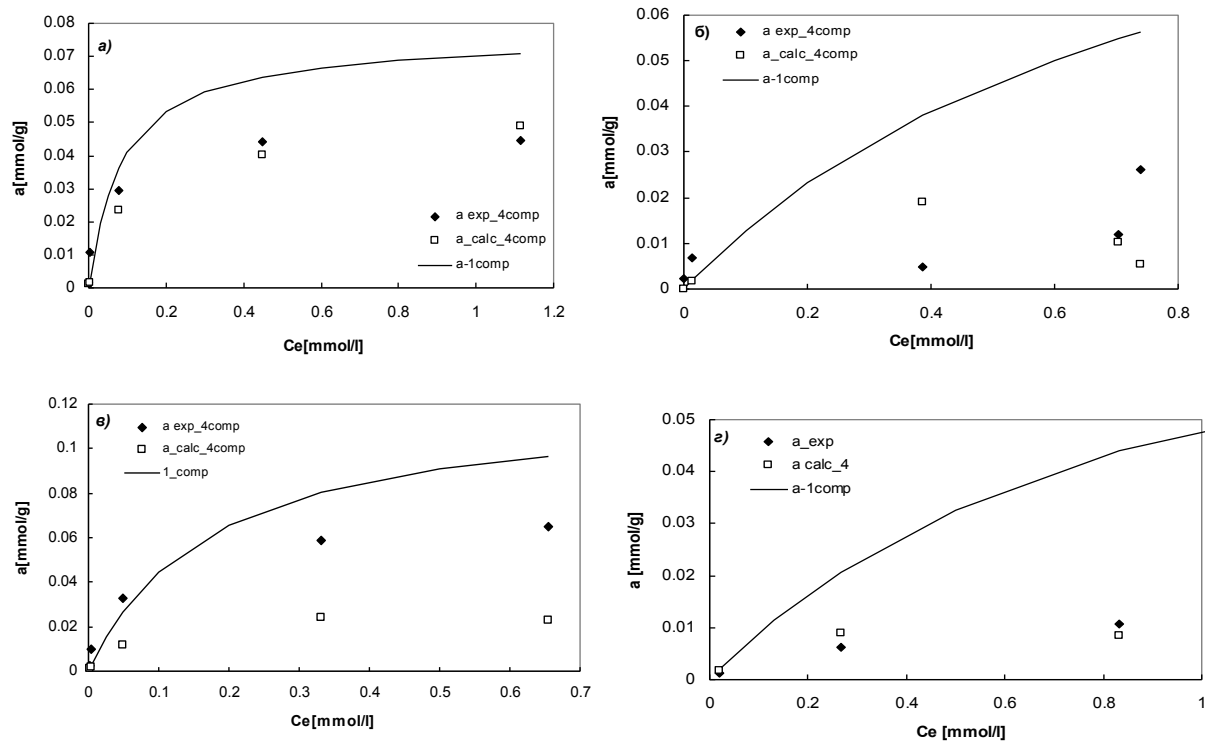 а)
0.08
0.07
0.06
0.05
0.04
0.03
0.02
0.01
0
a[mmol/g]
a exp_4comp
a_calc_4comp
a-1comp
0 0.2 0.4 0.6 0.8 1 1.2
Ce[mmol/l]
б)
0.06
0.05
0.04
0.03
0.02
0.01
0
a[mmol/g]
a exp_4comp
a_calc_4comp
a-1comp
0 0.2 0.4 0.6 0.8
Ce[mmol/l]
в)
0.12
0.1
0.08
0.06
0.04
0.02
0
a[mmol/g]
a exp_4comp
a_calc_4comp
1_comp
0 0.1 0.2 0.3 0.4 0.5 0.6 0.7
Ce[mmol/l]
г)
0.05
0.04
0.03
0.02
0.01
0
a [mmol/g]
a_exp
a calc_4
a-1comp
0 0.2 0.4 0.6 0.8 1
Ce [mmol/l]